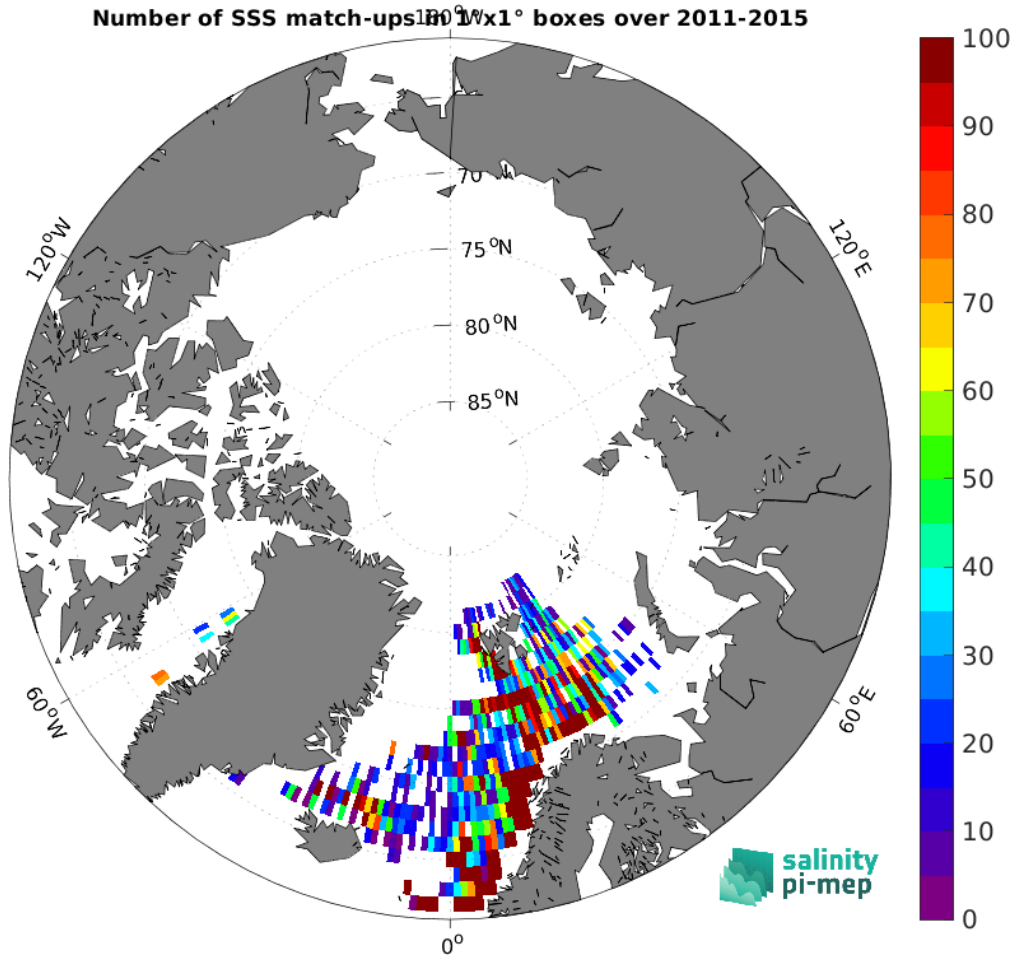 Number of SSS match-ups in 1°x1° boxes over 2011-2015
180°W
100
90
80
70
60
50
40
30
20
10
0
120°W
120°E
70°N
75°N
80°N
85°N
60°W
60°E
0°
salinity
pi-mep